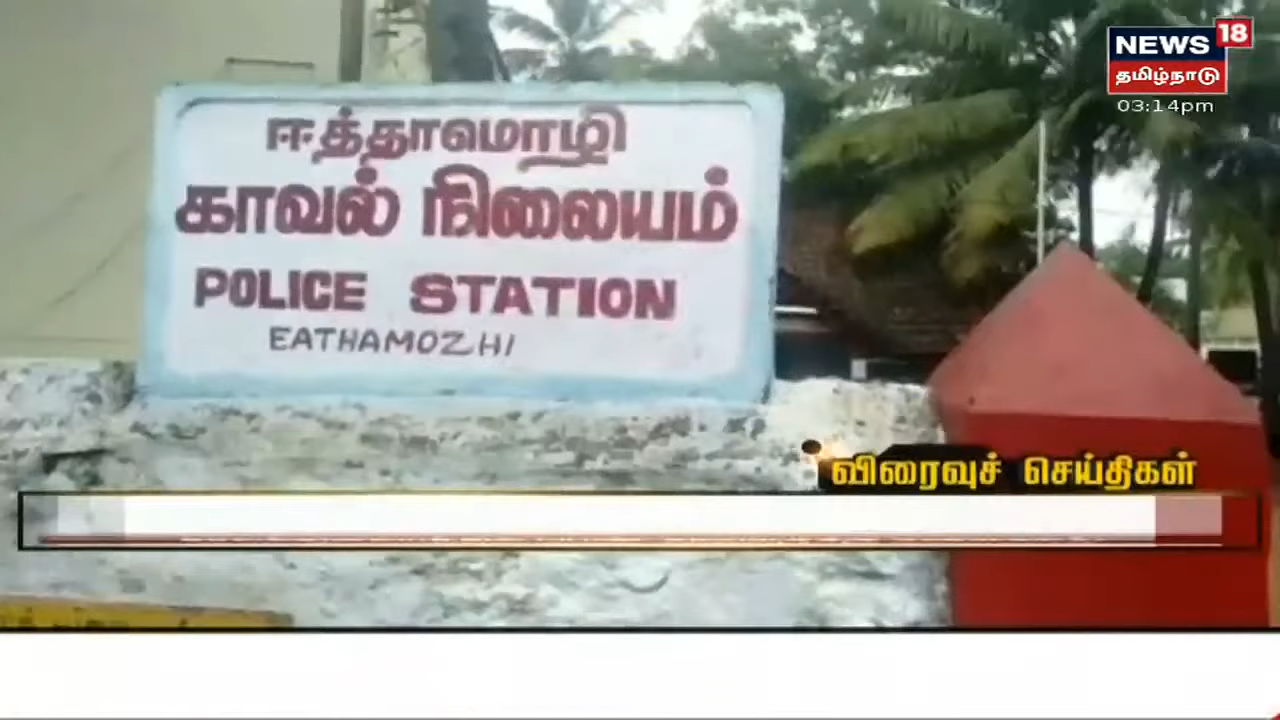 NEWS 18
தமிழ்நாடு
03:14pm
ஈத்தாமொழி
காவல் நிலையம்
POLICE STATION
EATHAMOZHI
விரைவுச் செய்திகள்